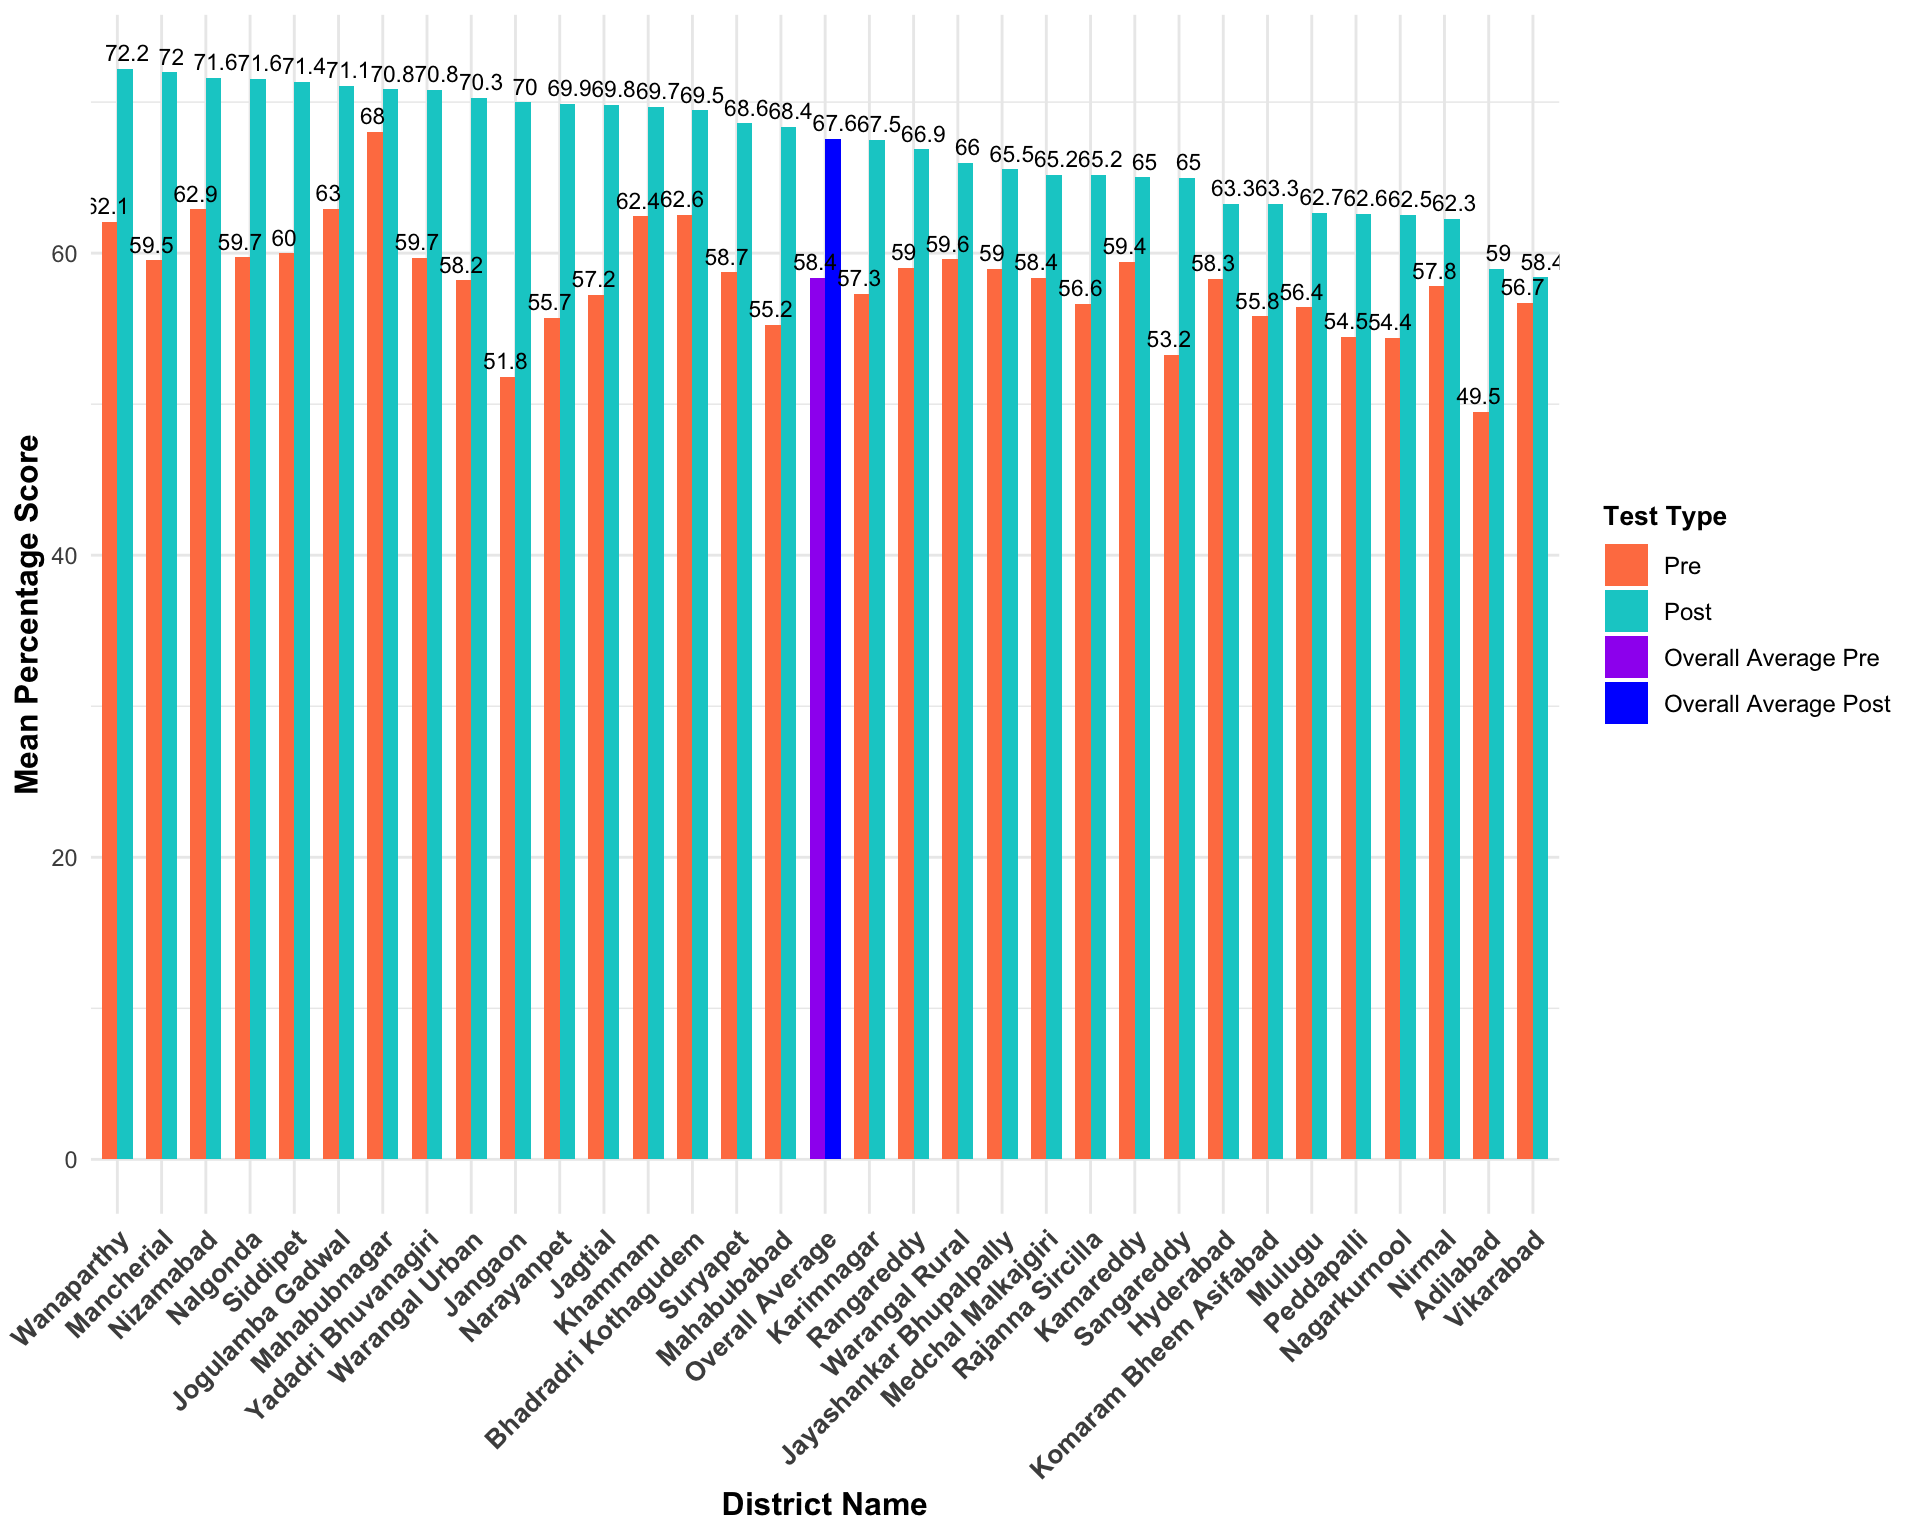 72.2 72 71.6 71.6 71.4 71.1 70.8 70.8 70.3 70 69.9 69.8 69.7 69.5 68.6 68.4 67.6 67.5 66.9 66 65.5 65.2 65.2 65 65 63.3 63.3 62.7 62.6 62.5 62.3 59 58.4
62.1 59.5 62.9 59.7 60 63 68 59.7 58.2 51.8 55.7 57.2 62.4 62.6 58.7 55.2 58.4 57.3 59 59.6 59 58.4 56.6 59.4 53.2 58.3 55.8 56.4 54.5 54.4 57.8 49.5 56.7
60
40
20
0
Mean Percentage Score
Wanaparthy
Mancherial
Nizamabad
Nalgonda
Siddipet
Jogulamba Gadwal
Mahabubnagar
Yadadri Bhuvanagiri
Warangal Urban
Jangaon
Narayanpet
Jagtial
Khammam
Bhadradri Kothagudem
Suryapet
Mahabubabad
Overall Average
Karimnagar
Rangareddy
Warangal Rural
Jayashankar Bhupalpally
Medchal Malkajgiri
Rajanna Sircilla
Kamareddy
Sangareddy
Hyderabad
Komaram Bheem Asifabad
Mulugu
Peddapalli
Nagarkurnool
Nirmal
Adilabad
Vikarabad
District Name
Test Type
Pre
Post
Overall Average Pre
Overall Average Post